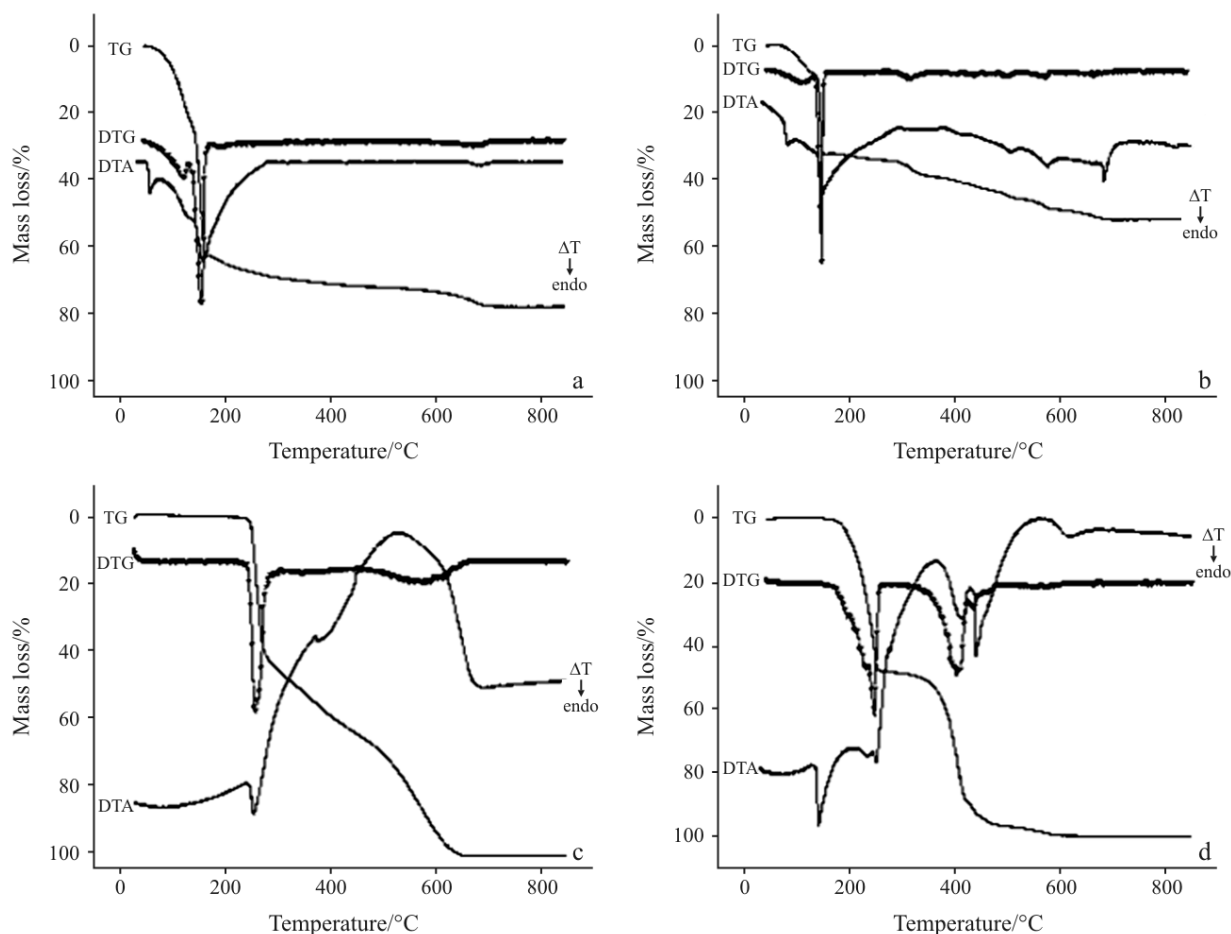 0
20
40
60
80
100
Mass loss/%
TG
DTG
DTA
ΔT
endo
a
0 200 400 600 800
Temperature/°C
0
20
40
60
80
100
Mass loss/%
TG
DTG
DTA
ΔT
endo
b
0 200 400 600 800
Temperature/°C
0
20
40
60
80
100
Mass loss/%
TG
DTG
DTA
ΔT
endo
c
0 200 400 600 800
Temperature/°C
0
20
40
60
80
100
Mass loss/%
TG
DTG
DTA
ΔT
endo
d
0 200 400 600 800
Temperature/°C